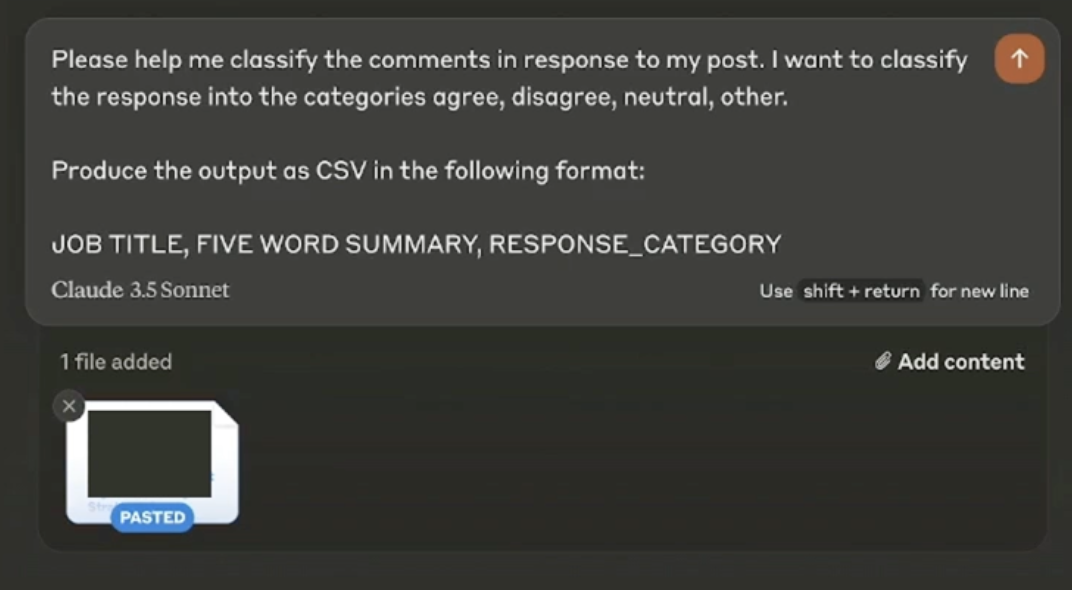 Please help me classify the comments in response to my post. I want to classify
the response into the categories agree, disagree, neutral, other.
Produce the output as CSV in the following format:
JOB TITLE, FIVE WORD SUMMARY, RESPONSE_CATEGORY
Claude 3.5 Sonnet
Use shift + return for new line
1 file added
Add content
PASTED